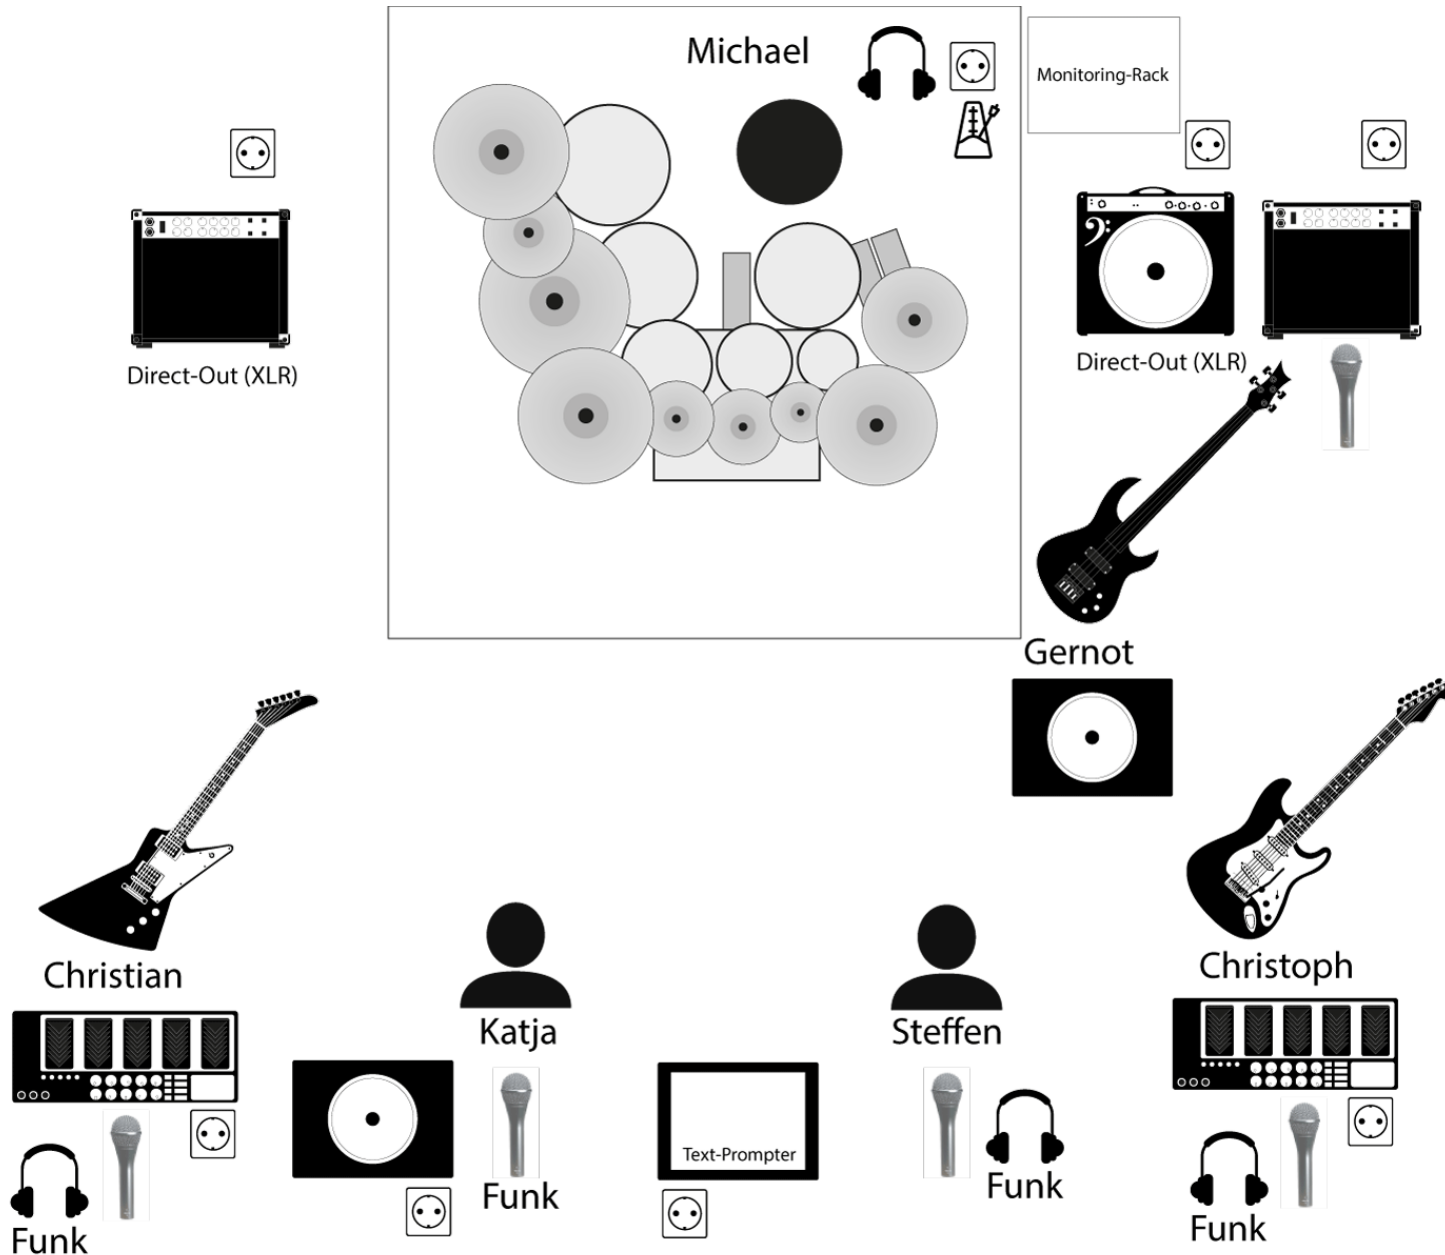 Michael
Monitoring-Rack
Direct-Out (XLR)
Direct-Out (XLR)
Gernot
Christian
Christoph
Katja
Steffen
Text-Prompter
Funk
Funk
Funk
Funk